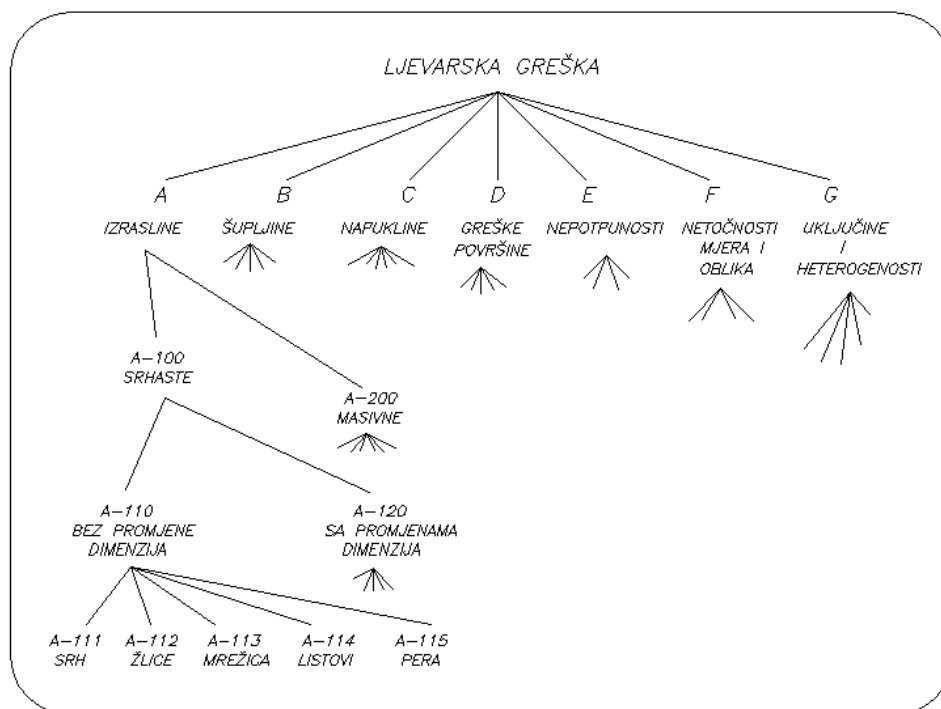 LJEVARSKA GREŠKA
A B C D E F G
IZRASLINE
ŠUPLJINE
NAPUKLINE
GREŠKE
POVRŠINE
NEPOTPUNOSTI
NETOČNOSTI
MJERA I
OBLIKA
UKLJUČINE
I
HETEROGENOSTI
A-100
SRHASTE
A-200
MASIVNE
A-110
BEZ PROMJENE
DIMENZIJA
A-120
SA PROMJENAMA
DIMENZIJA
A-111
SRH
A-112
ŽLICE
A-113
MREŽICA
A-114
LISTOVI
A-115
PERA